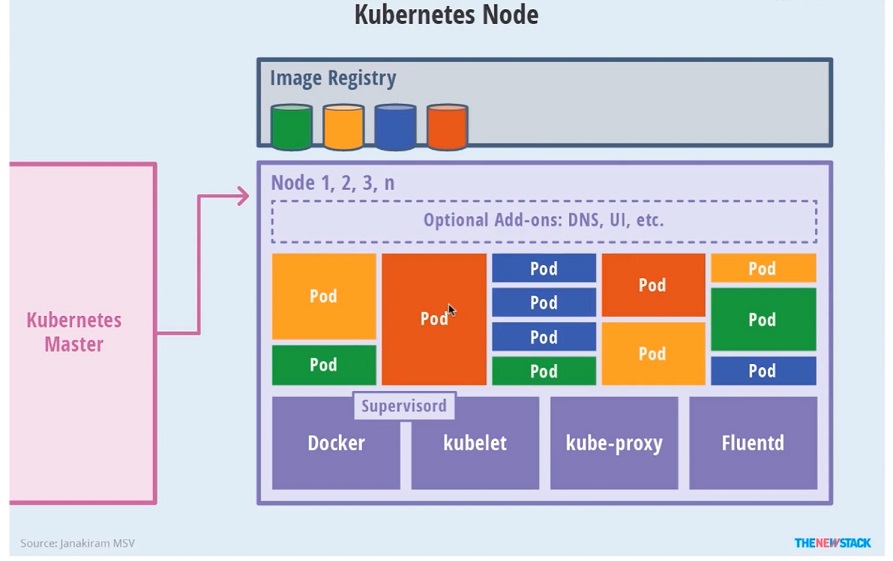 Kubernetes Node
Image Registry
Kubernetes
Master
Node 1, 2, 3, n
Optional Add-ons: DNS, UI, etc.
Pod
Pod
Pod
Pod
Pod
Pod
Pod
Pod
Pod
Pod
Pod
Pod
Supervisord
Docker
kubelet
kube-proxy
Fluentd
Source: Janakiram MSV
THENEWSTACK